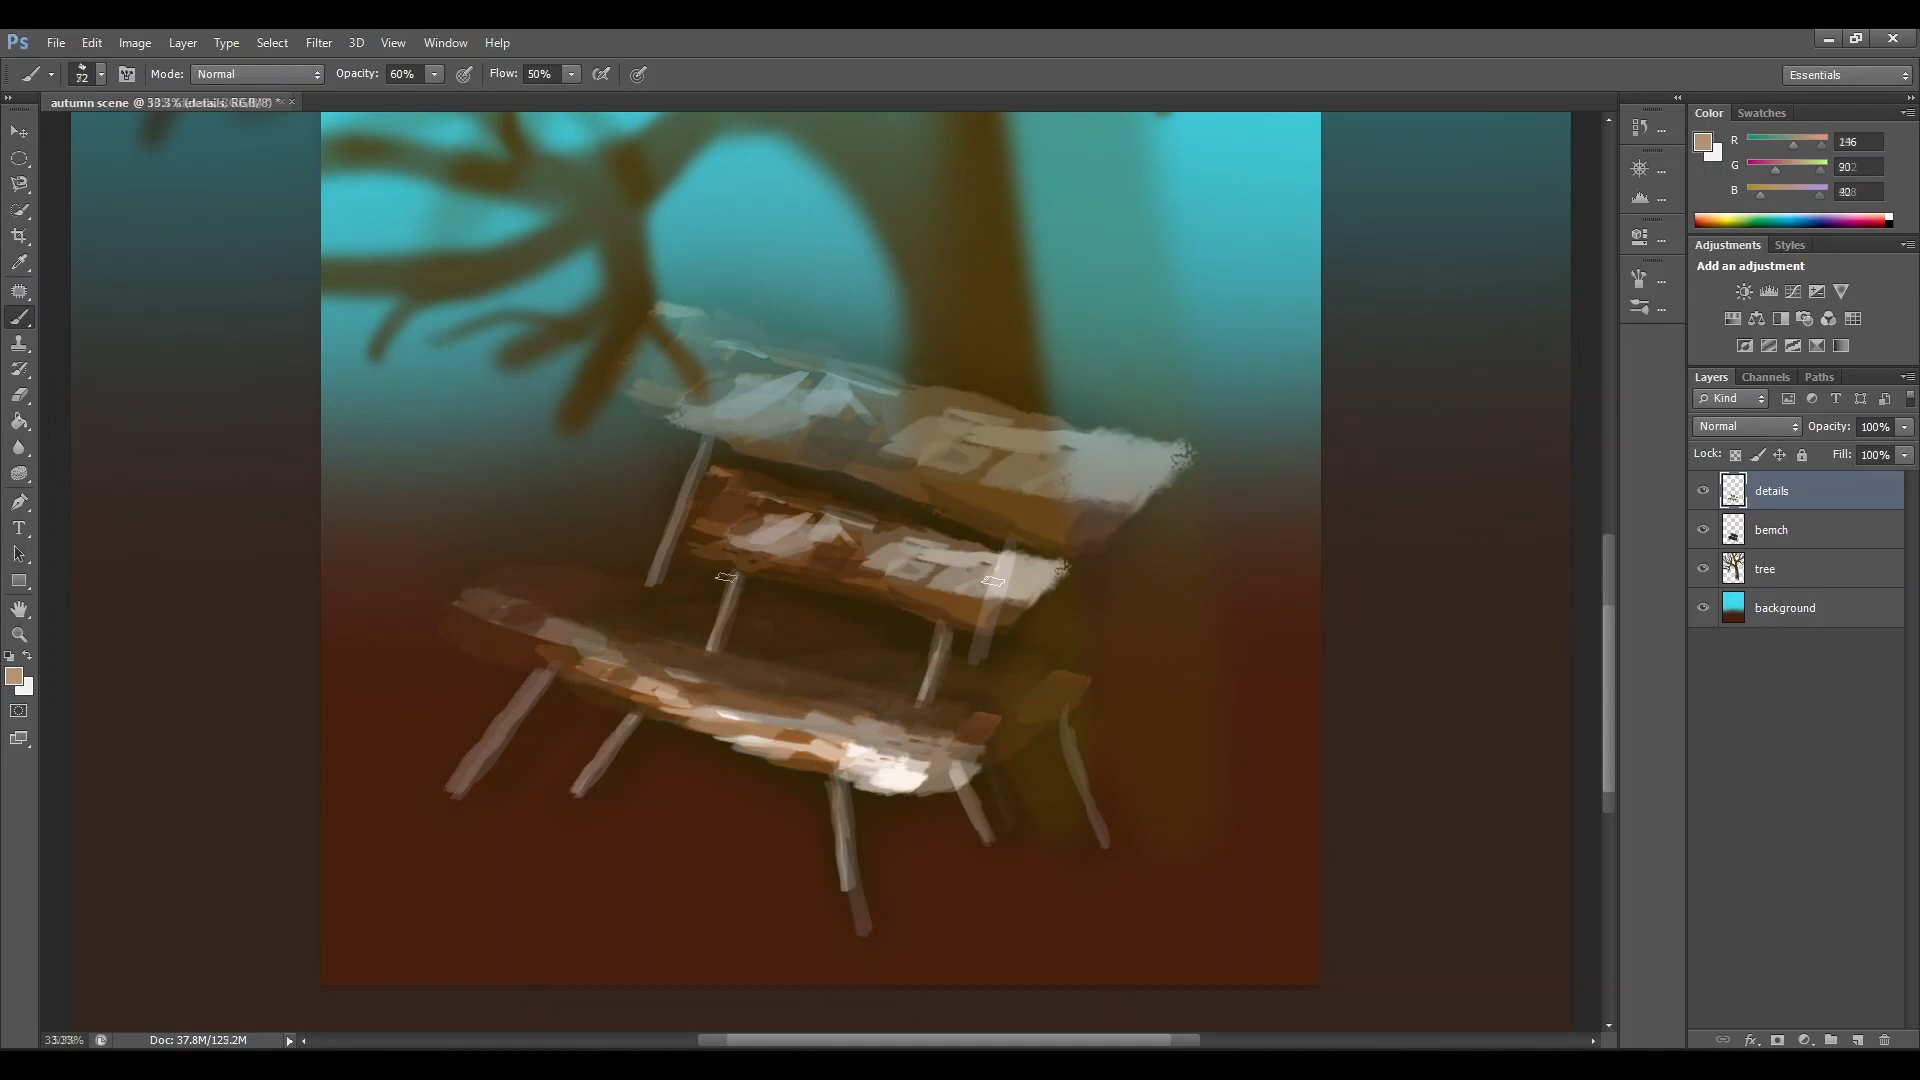 Ps File Edit Image Layer Type Select Filter 3D View Window Help
72 Mode: Normal Opacity: 60% Flow: 50% Essentials
autumn scene @
Color Swatches
R
G
B
Adjustments Styles
Add an adjustment
Layers Channels Paths
Kind
Normal Opacity: 100%
Lock: Fill: 100%
details
bemch
tree
background
Doc: 37.8M/